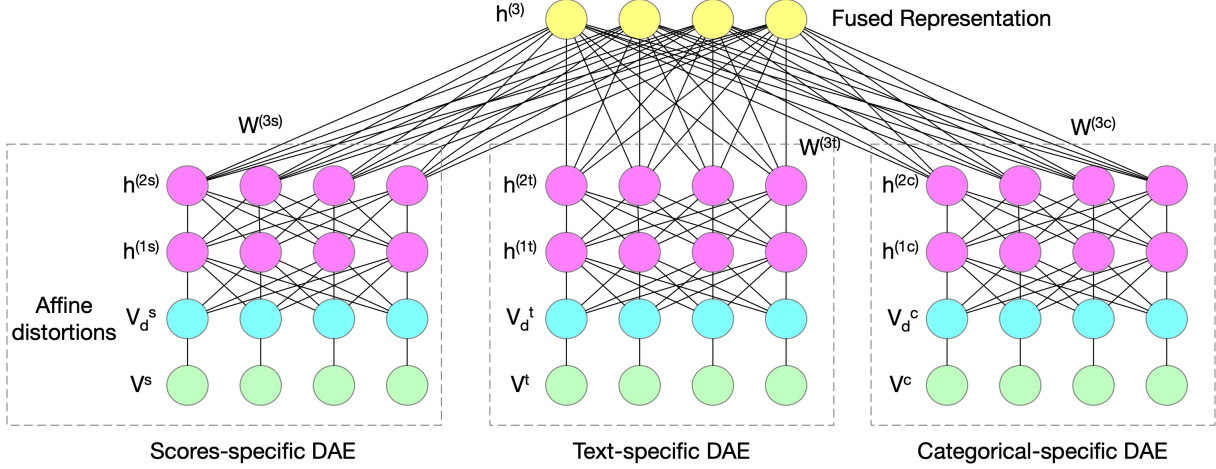 h(3) Fused Representation
W(3s) W(3t) W(3c)
h(2s) h(2t) h(2c)
h(1s) h(1t) h(1c)
Affine
distortions
Vds Vdt Vdc
Vs Vt Vc
Scores-specific DAE Text-specific DAE Categorical-specific DAE